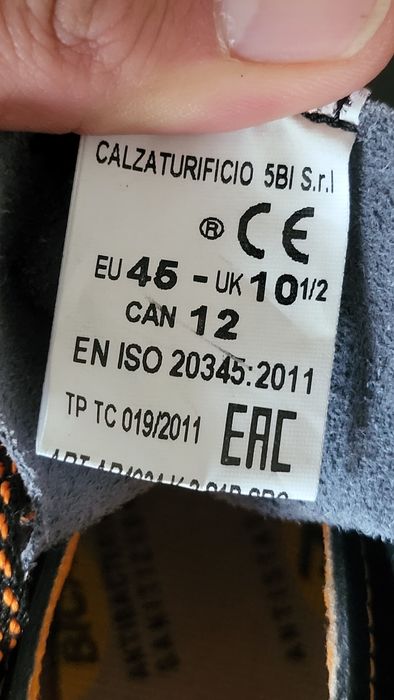 CALZATURIFICIO 5BI S.r.l
® CE
EU 45 - UK 10 1/2
CAN 12
EN ISO 20345:2011
TP TC 019/2011 EAC